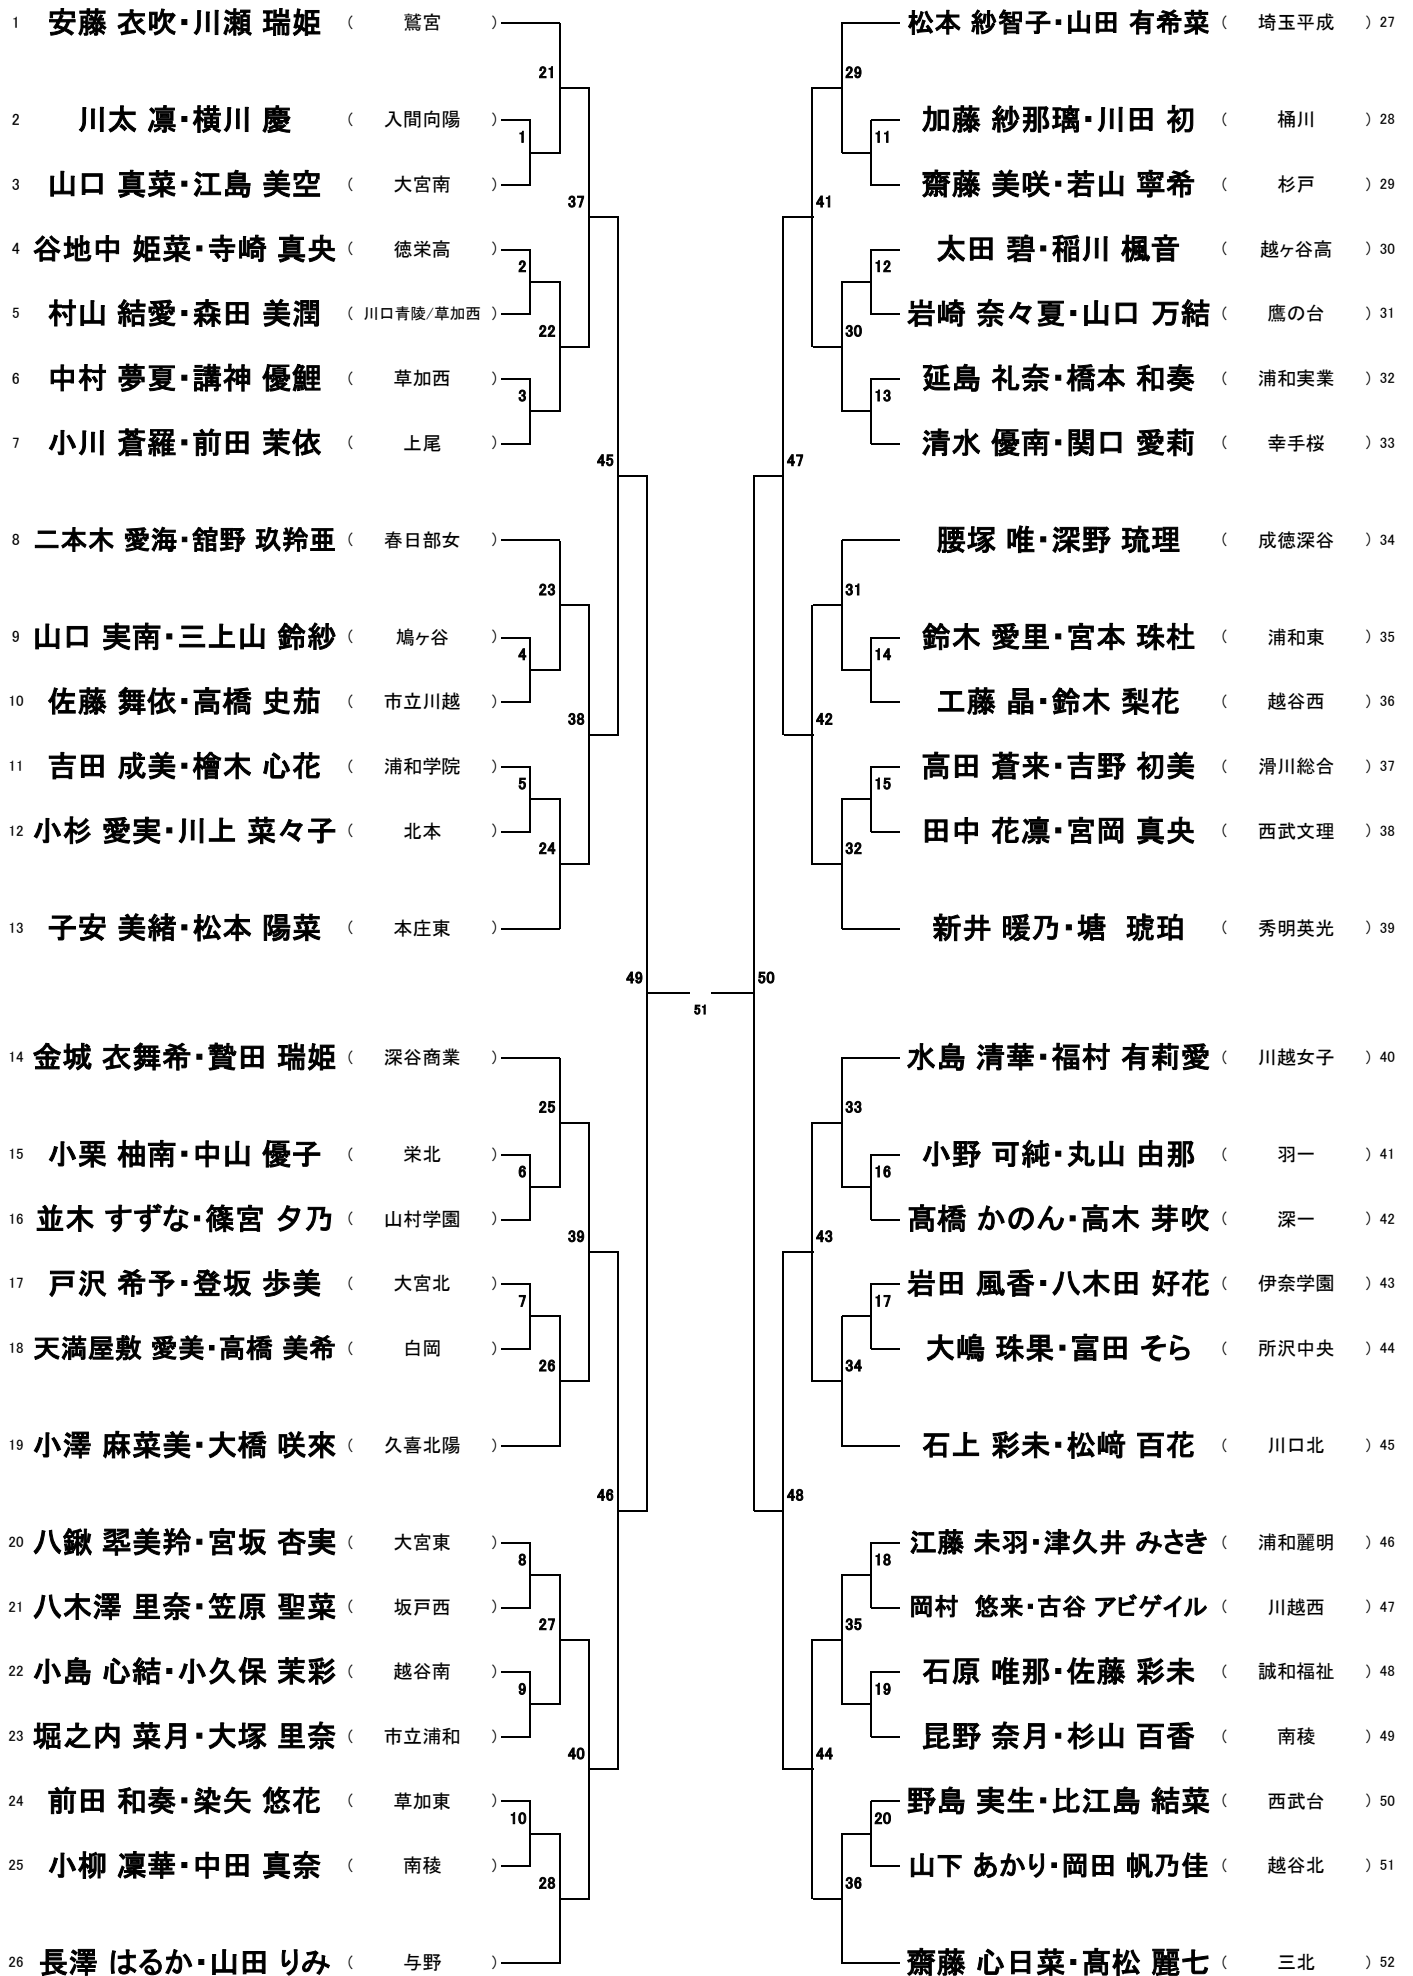 1 安藤 衣吹・川瀬 瑞姫 ( 鷲宮 )
21
2 川太 凛・横川 慶 ( 入間向陽 )
1
3 山口 真菜・江島 美空 ( 大宮南 )
37
4 谷地中 姫菜・寺崎 真央 ( 徳栄高 )
2
5 村山 結愛・森田 美潤 ( 川口青陵/草加西 )
22
6 中村 夢夏・講神 優鯉 ( 草加西 )
3
7 小川 蒼羅・前田 茉依 ( 上尾 )
45
8 二本木 愛海・舘野 玖羚亜 ( 春日部女 )
23
9 山口 実南・三上山 鈴紗 ( 鳩ヶ谷 )
4
10 佐藤 舞依・高橋 史茄 ( 市立川越 )
38
11 吉田 成美・檜木 心花 ( 浦和学院 )
5
12 小杉 愛実・川上 菜々子 ( 北本 )
24
13 子安 美緒・松本 陽菜 ( 本庄東 )
49
14 金城 衣舞希・贄田 瑞姫 ( 深谷商業 )
25
15 小栗 柚南・中山 優子 ( 栄北 )
6
16 並木 すずな・篠宮 夕乃 ( 山村学園 )
39
17 戸沢 希予・登坂 歩美 ( 大宮北 )
7
18 天満屋敷 愛美・高橋 美希 ( 白岡 )
26
19 小澤 麻菜美・大橋 咲來 ( 久喜北陽 )
46
20 八鍬 翠美羚・宮坂 杏実 ( 大宮東 )
8
21 八木澤 里奈・笠原 聖菜 ( 坂戸西 )
27
22 小島 心結・小久保 茉彩 ( 越谷南 )
9
23 堀之内 菜月・大塚 里奈 ( 市立浦和 )
40
24 前田 和奏・染矢 悠花 ( 草加東 )
10
25 小柳 凜華・中田 真奈 ( 南稜 )
28
26 長澤 はるか・山田 りみ ( 与野 )
51
松本 紗智子・山田 有希菜 ( 埼玉平成 ) 27
29
加藤 紗那璃・川田 初 ( 桶川 ) 28
11
齋藤 美咲・若山 寧希 ( 杉戸 ) 29
41
太田 碧・稲川 楓音 ( 越ヶ谷高 ) 30
12
岩崎 奈々夏・山口 万結 ( 鷹の台 ) 31
30
延島 礼奈・橋本 和奏 ( 浦和実業 ) 32
13
清水 優南・関口 愛莉 ( 幸手桜 ) 33
47
腰塚 唯・深野 琉理 ( 成徳深谷 ) 34
31
鈴木 愛里・宮本 珠杜 ( 浦和東 ) 35
14
工藤 晶・鈴木 梨花 ( 越谷西 ) 36
42
高田 蒼来・吉野 初美 ( 滑川総合 ) 37
15
田中 花凛・宮岡 真央 ( 西武文理 ) 38
32
新井 暖乃・塘 琥珀 ( 秀明英光 ) 39
50
水島 清華・福村 有莉愛 ( 川越女子 ) 40
33
小野 可純・丸山 由那 ( 羽一 ) 41
16
髙橋 かのん・高木 芽吹 ( 深一 ) 42
43
岩田 風香・八木田 好花 ( 伊奈学園 ) 43
17
大嶋 珠果・富田 そら ( 所沢中央 ) 44
34
石上 彩未・松﨑 百花 ( 川口北 ) 45
48
江藤 未羽・津久井 みさき ( 浦和麗明 ) 46
18
岡村 悠来・古谷 アビゲイル ( 川越西 ) 47
35
石原 唯那・佐藤 彩未 ( 誠和福祉 ) 48
19
昆野 奈月・杉山 百香 ( 南稜 ) 49
44
野島 実生・比江島 結菜 ( 西武台 ) 50
20
山下 あかり・岡田 帆乃佳 ( 越谷北 ) 51
36
齋藤 心日菜・髙松 麗七 ( 三北 ) 52